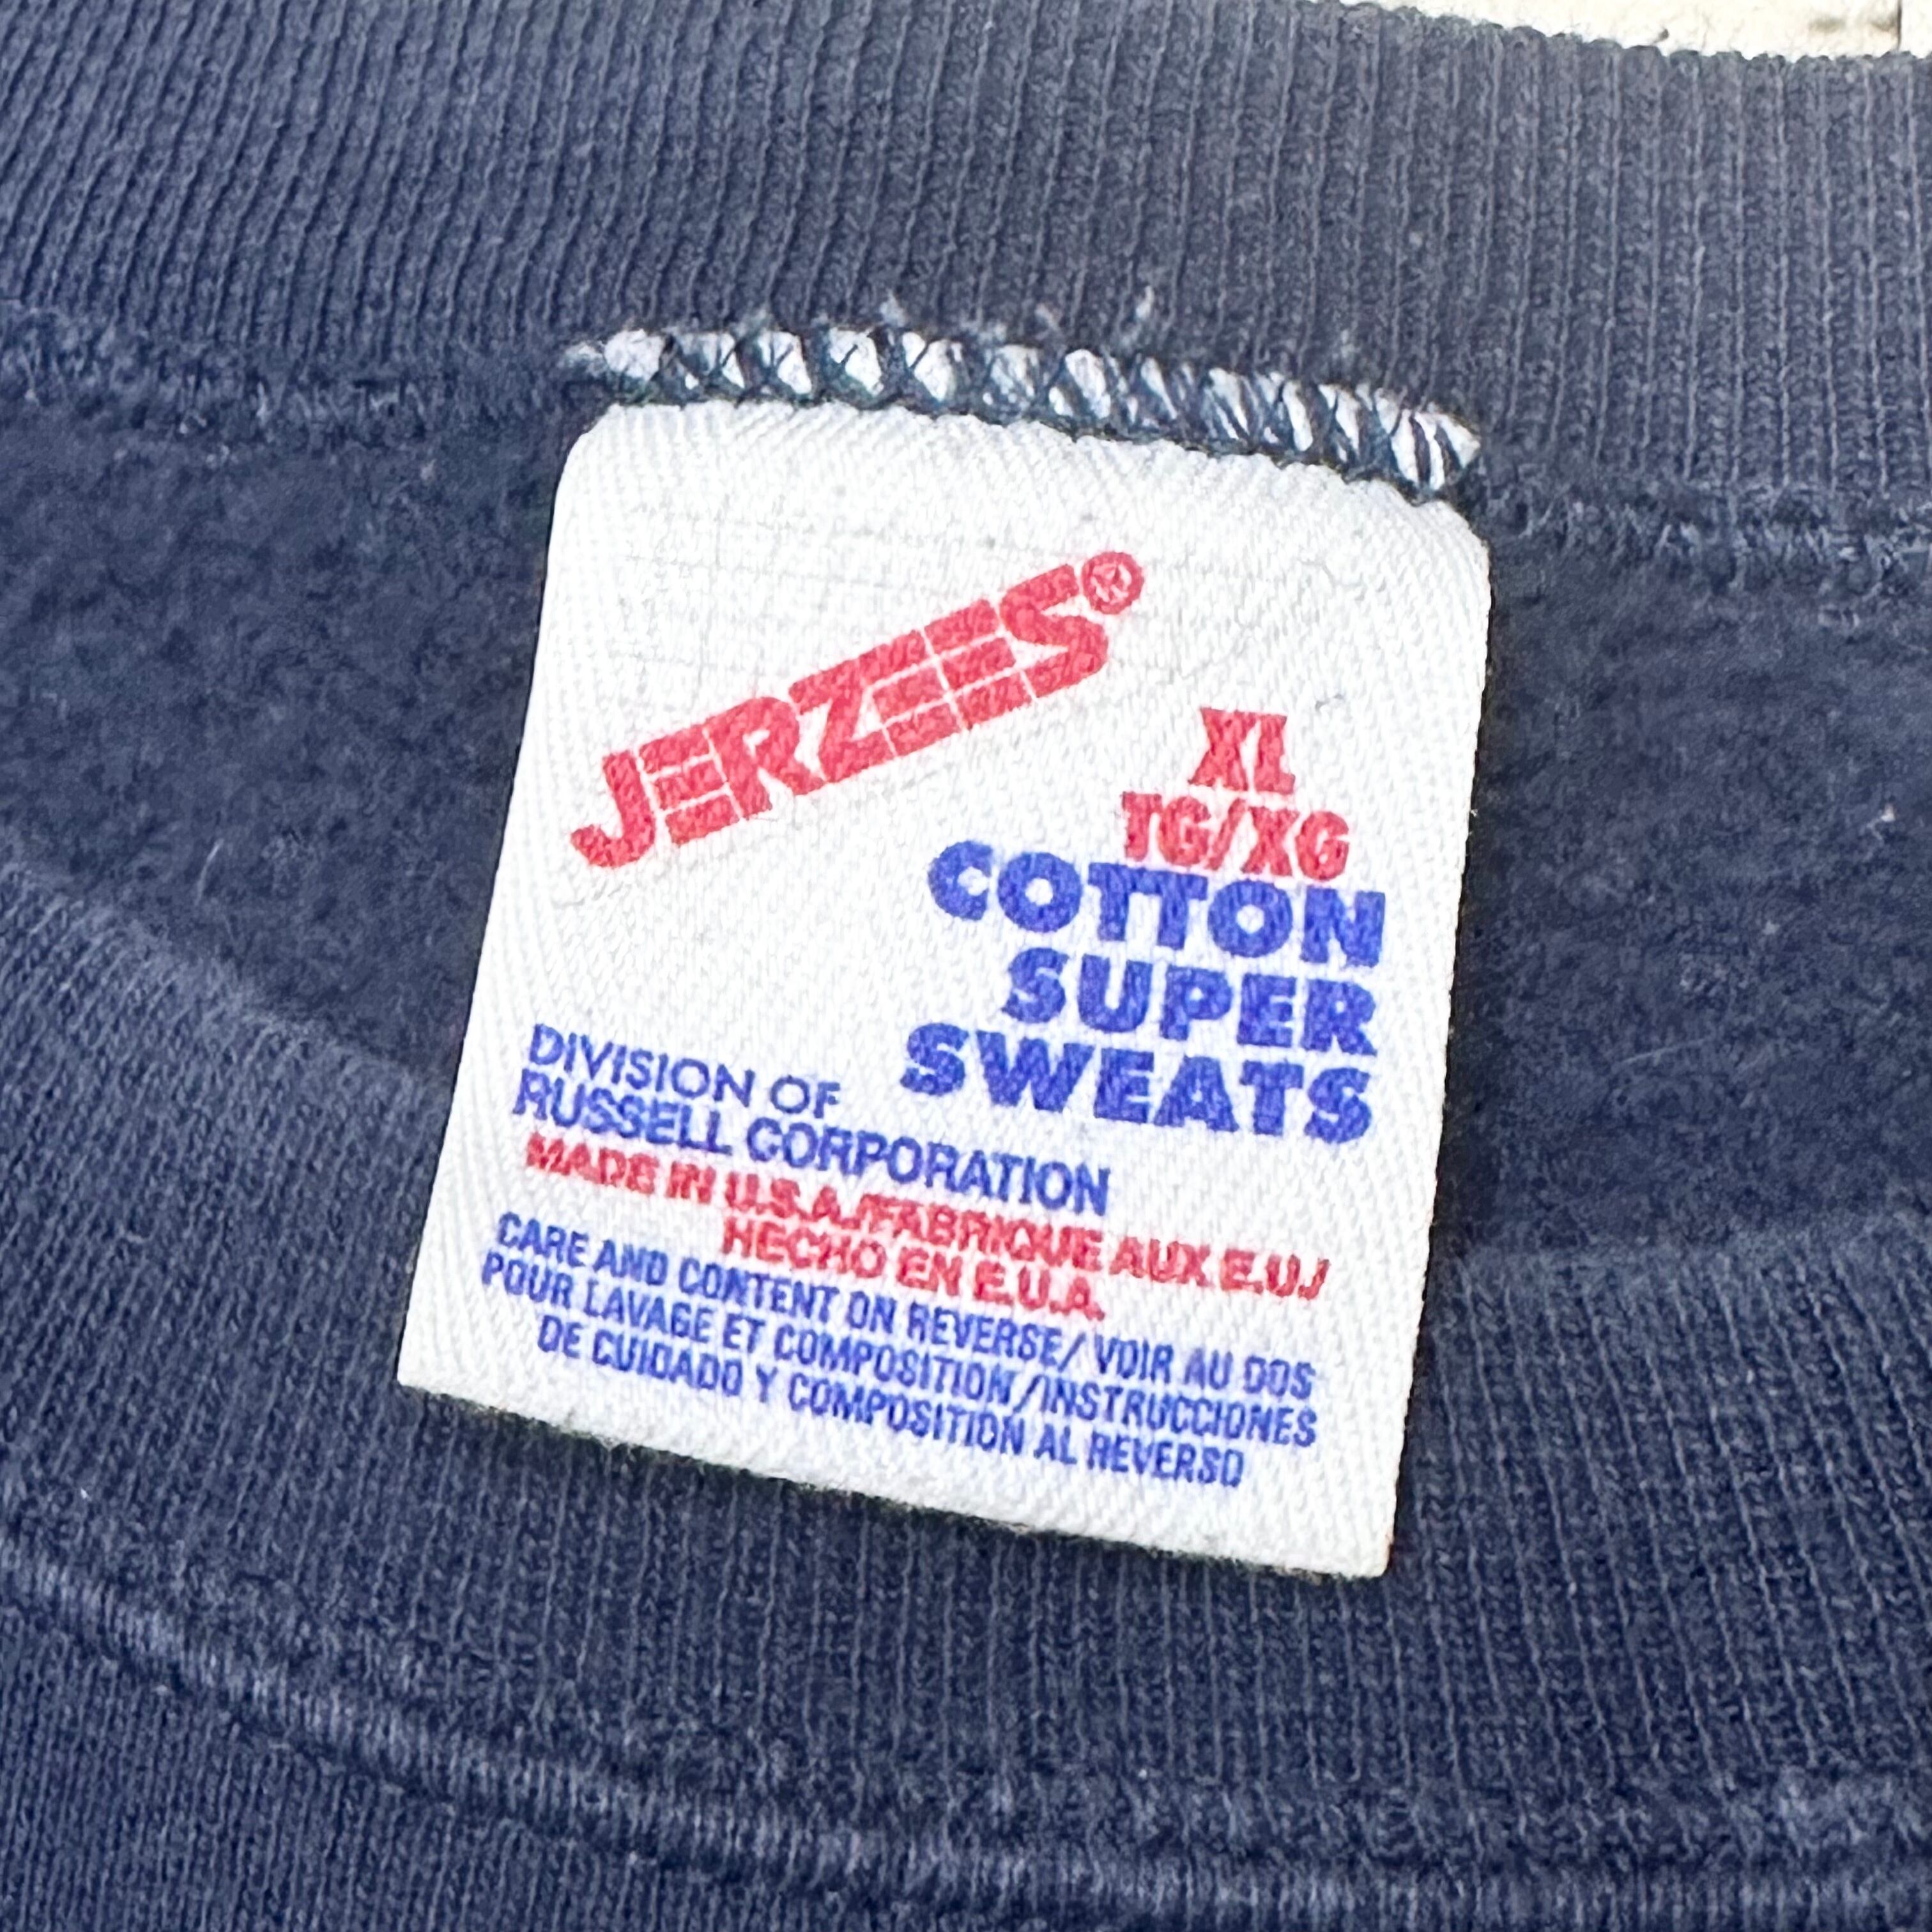 JERZEES®
XL
TG/XG
COTTON
SUPER
SWEATS
DIVISION OF
RUSSELL CORPORATION
MADE IN U.S.A./FABRIQUE AUX E.U./
HECHO EN E.U.A.
CARE AND CONTENT ON REVERSE/ VOIR AU DOS
POUR LAVAGE ET COMPOSITION/INSTRUCCIONES
DE CUIDADO Y COMPOSITION AL REVERSO